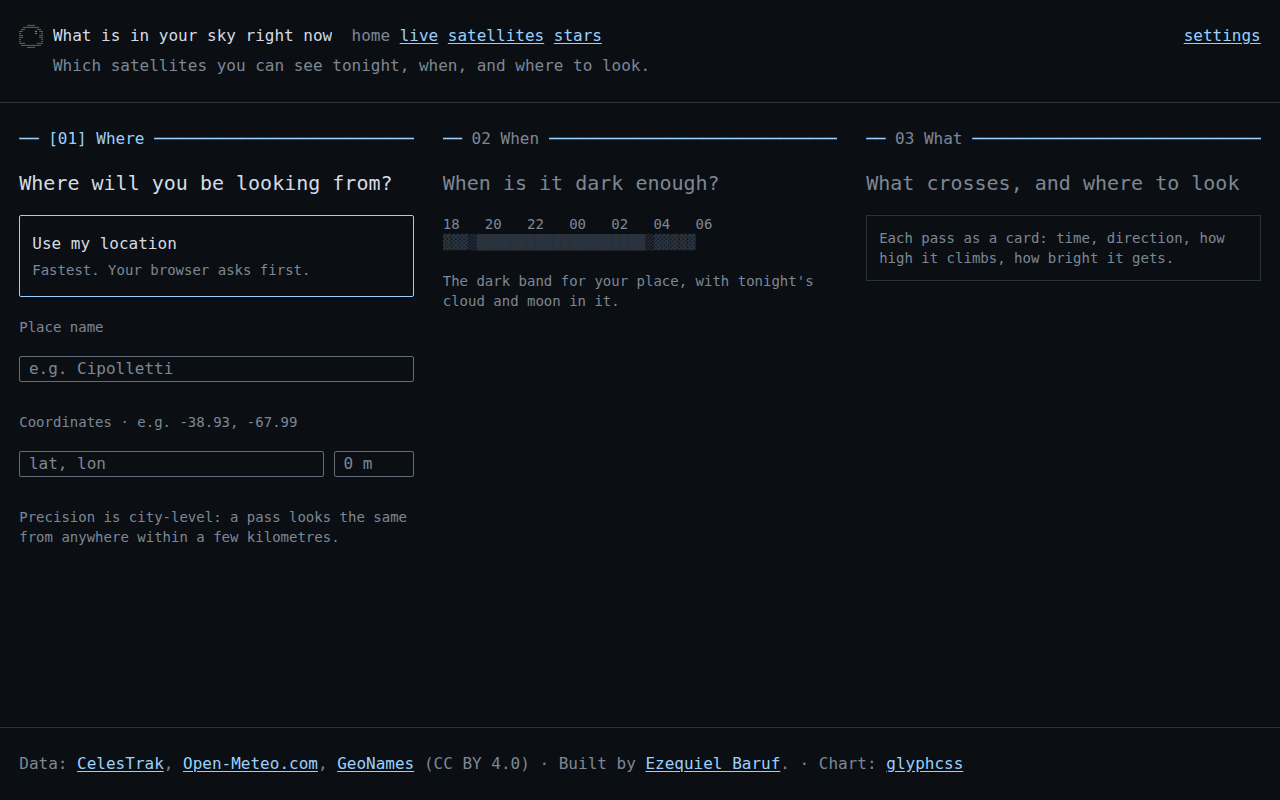 What is in your sky right now home live satellites stars settings
Which satellites you can see tonight, when, and where to look.
[01] Where
Where will you be looking from?
Use my location
Fastest. Your browser asks first.
Place name
e.g. Cipolletti
Coordinates · e.g. -38.93, -67.99
lat, lon 0 m
Precision is city-level: a pass looks the same
from anywhere within a few kilometres.
02 When
When is it dark enough?
18 20 22 00 02 04 06
The dark band for your place, with tonight's
cloud and moon in it.
03 What
What crosses, and where to look
Each pass as a card: time, direction, how
high it climbs, how bright it gets.
Data: CelesTrak, Open-Meteo.com, GeoNames (CC BY 4.0) · Built by Ezequiel Baruf. · Chart: glyphcss